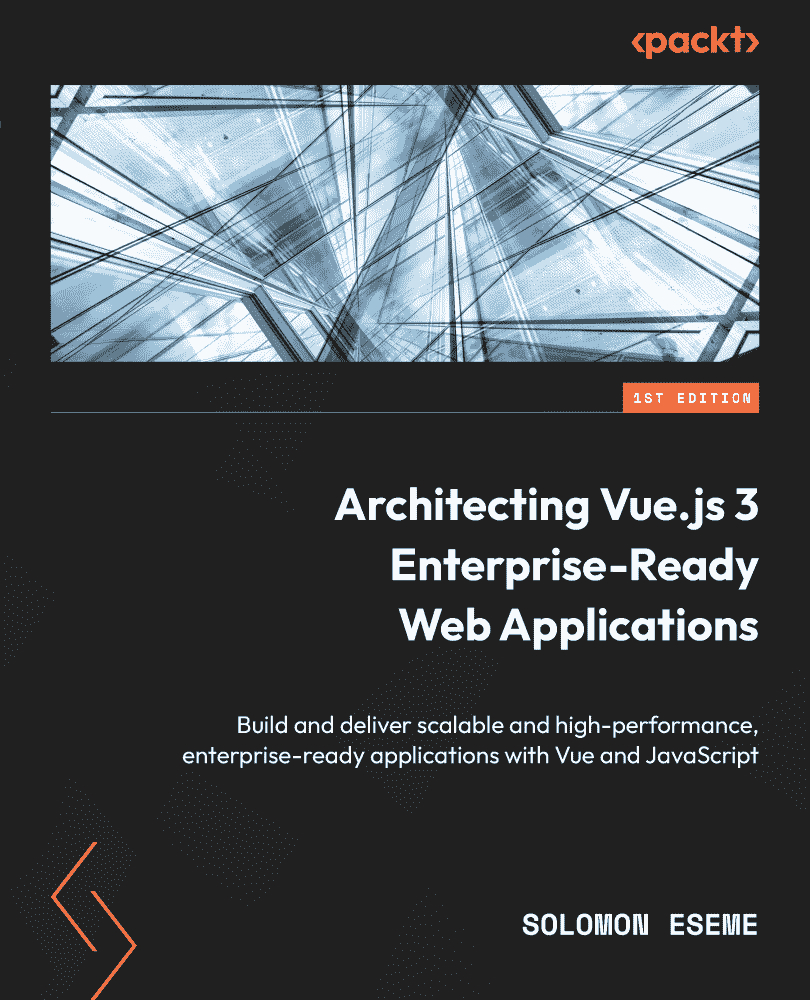 <packt>
1ST EDITION
Architecting Vue.js 3
Enterprise-Ready
Web Applications
Build and deliver scalable and high-performance,
enterprise-ready applications with Vue and JavaScript
SOLOMON ESEME